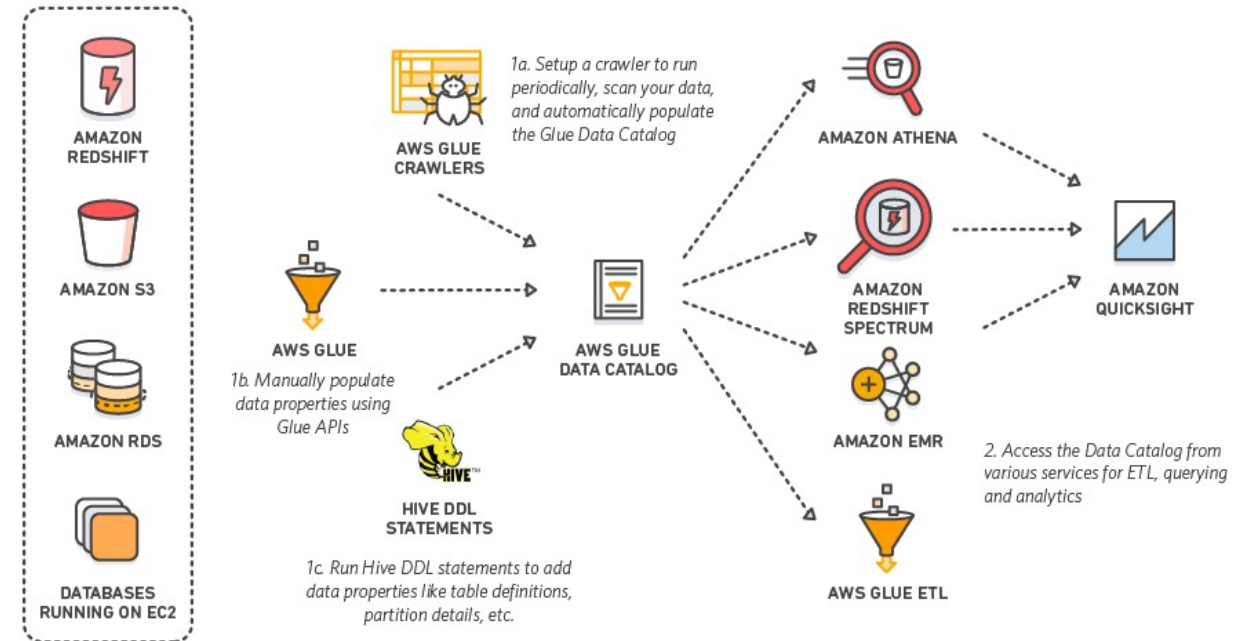 AMAZON
REDSHIFT
AMAZON S3
AMAZON RDS
DATABASES
RUNNING ON EC2
AWS GLUE
CRAWLERS
1a. Setup a crawler to run
periodically, scan your data,
and automatically populate
the Glue Data Catalog
AWS GLUE
1b. Manually populate
data properties using
Glue APIs
HIVE™
HIVE DDL
STATEMENTS
1c. Run Hive DDL statements to add
data properties like table definitions,
partition details, etc.
AWS GLUE
DATA CATALOG
AMAZON ATHENA
AMAZON
REDSHIFT
SPECTRUM
AMAZON EMR
AWS GLUE ETL
AMAZON
QUICKSIGHT
2. Access the Data Catalog from
various services for ETL, querying
and analytics